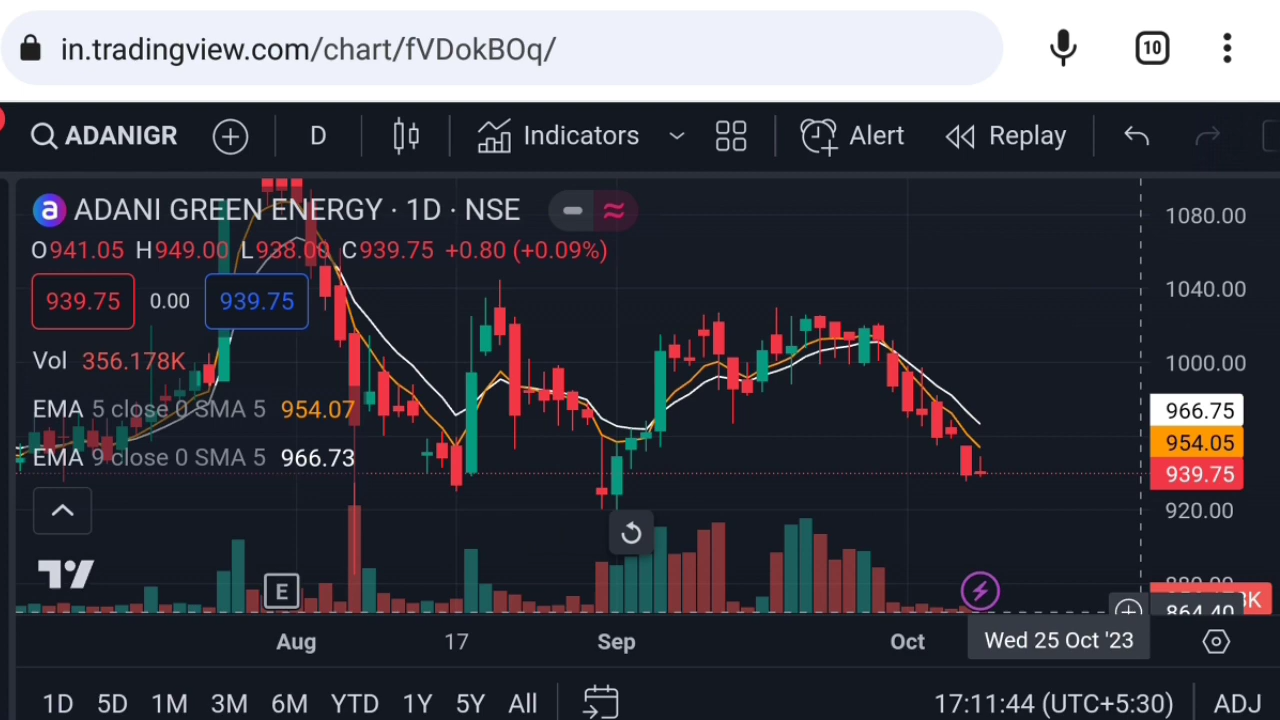 in.tradingview.com/chart/fVDokBOq/ 10
ADANIGR D Indicators Alert Replay
a ADANI GREEN ENERGY · 1D · NSE
O941.05 H949.00 L938.00 C939.75 +0.80 (+0.09%)
939.75 0.00 939.75
Vol 356.178K
EMA 5 close 0 SMA 5 954.07
EMA 9 close 0 SMA 5 966.73
1080.00
1040.00
1000.00
966.75
954.05
939.75
920.00
880.00
K
864.40
E
Aug 17 Sep Oct Wed 25 Oct '23
1D 5D 1M 3M 6M YTD 1Y 5Y All 17:11:44 (UTC+5:30) ADJ